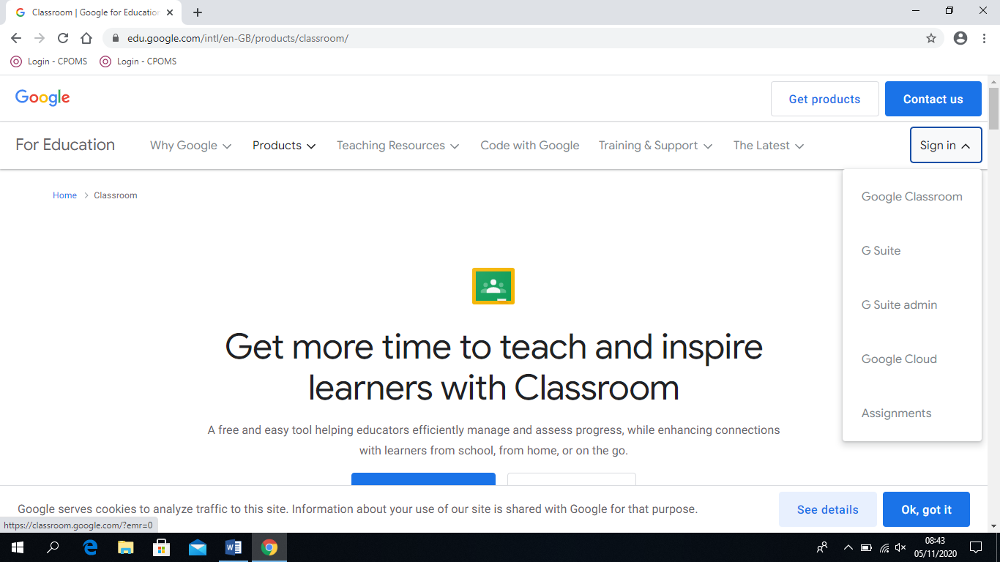 Classroom | Google for Education
edu.google.com/intl/en-GB/products/classroom/
Login - CPOMS Login - CPOMS
Google
Get products Contact us
For Education Why Google Products Teaching Resources Code with Google Training & Support The Latest Sign in
Home > Classroom
Google Classroom
G Suite
G Suite admin
Google Cloud
Assignments
Get more time to teach and inspire
learners with Classroom
A free and easy tool helping educators efficiently manage and assess progress, while enhancing connections
with learners from school, from home, or on the go.
Google serves cookies to analyze traffic to this site. Information about your use of our site is shared with Google for that purpose. See details Ok, got it
https://classroom.google.com/?emr=0
08:43
05/11/2020